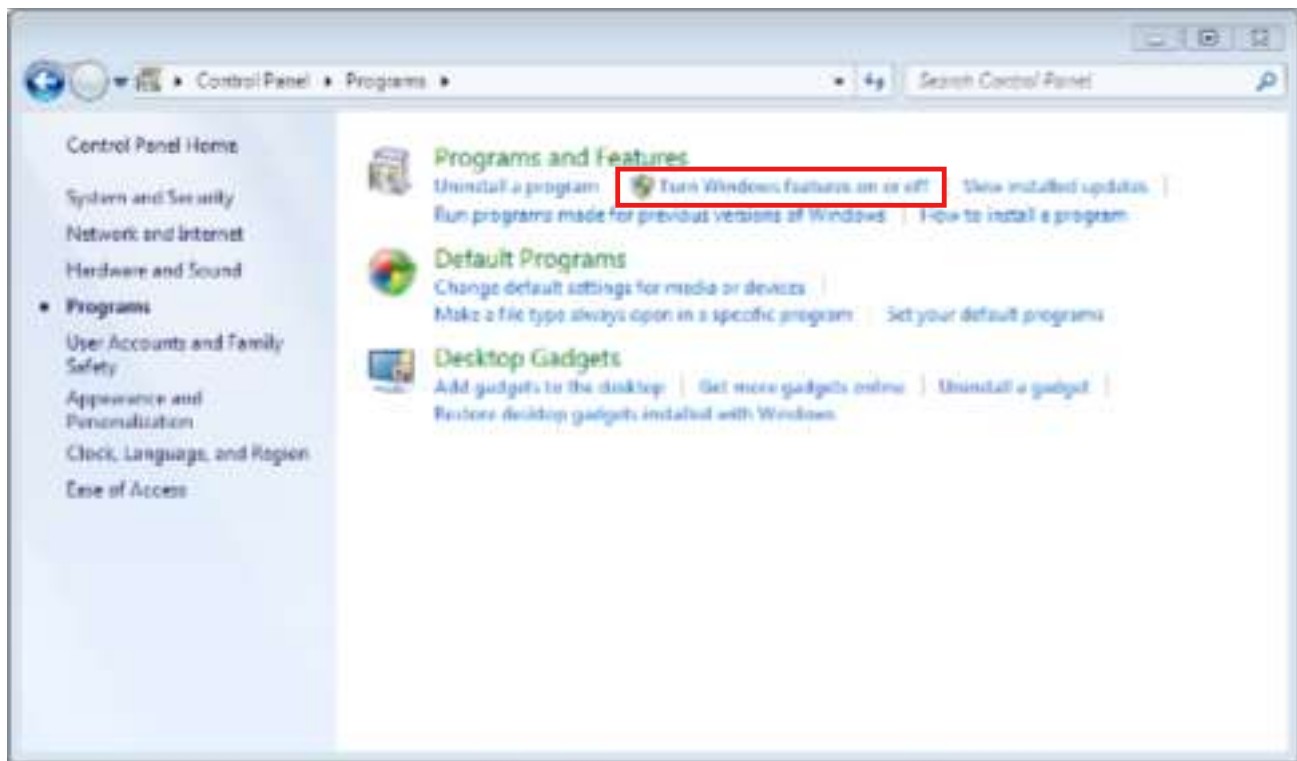 Control Panel ▸ Programs ▸
Search Control Panel
Control Panel Home
System and Security
Network and Internet
Hardware and Sound
Programs
User Accounts and Family
Safety
Appearance and
Personalization
Clock, Language, and Region
Ease of Access
Programs and Features
Uninstall a program Turn Windows features on or off View installed updates
Run programs made for previous versions of Windows How to install a program
Default Programs
Change default settings for media or devices
Make a file type always open in a specific program Set your default programs
Desktop Gadgets
Add gadgets to the desktop Get more gadgets online Uninstall a gadget
Restore desktop gadgets installed with Windows